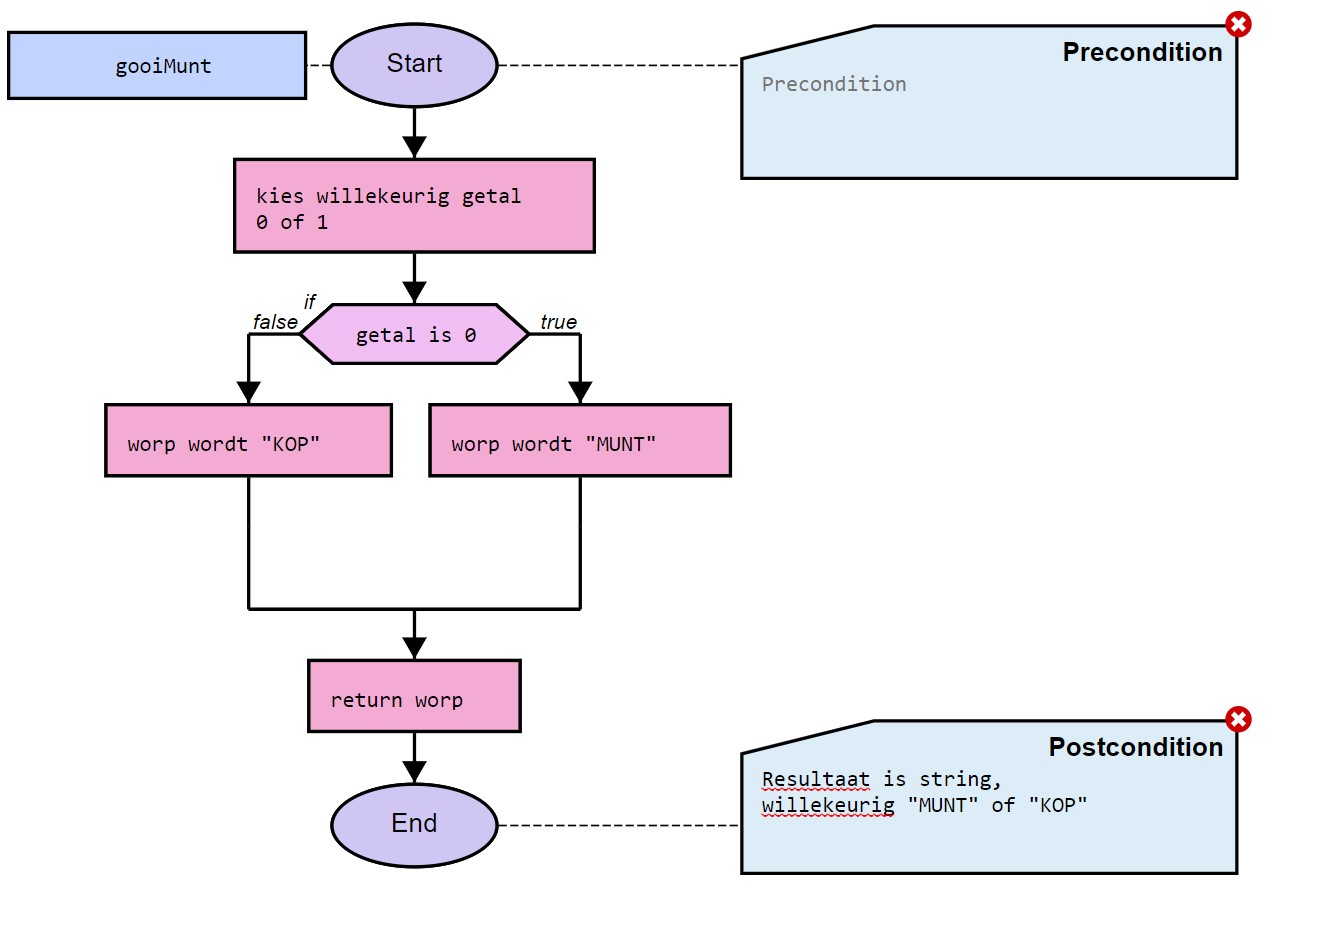 gooiMunt
Start
Precondition
Precondition
kies willekeurig getal
0 of 1
if
false
getal is 0
true
worp wordt "KOP"
worp wordt "MUNT"
return worp
Postcondition
Resultaat is string,
willekeurig "MUNT" of "KOP"
End